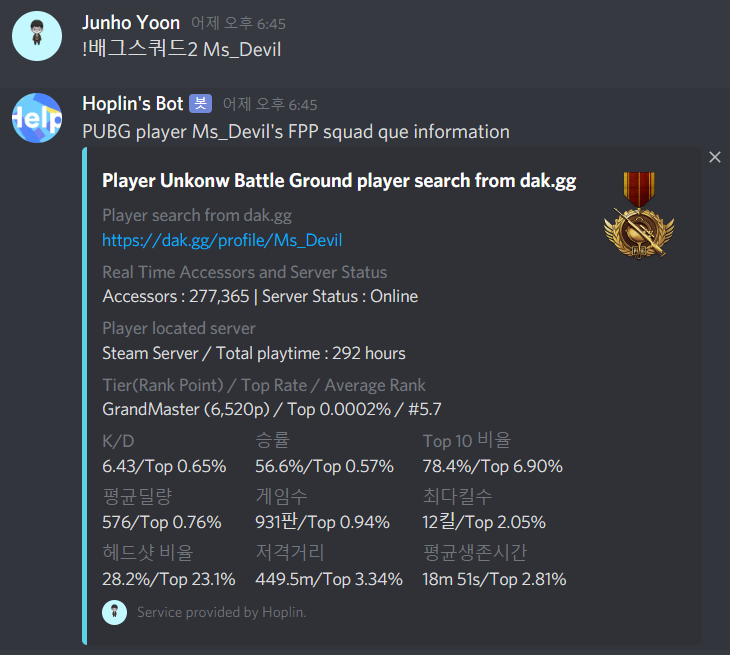 Junho Yoon 어제 오후 6:45
!배그스쿼드2 Ms_Devil
Help
Hoplin's Bot 봇 어제 오후 6:45
PUBG player Ms_Devil's FPP squad que information
Player Unkonw Battle Ground player search from dak.gg
Player search from dak.gg
https://dak.gg/profile/Ms_Devil
Real Time Accessors and Server Status
Accessors : 277,365 | Server Status : Online
Player located server
Steam Server / Total playtime : 292 hours
Tier(Rank Point) / Top Rate / Average Rank
GrandMaster (6,520p) / Top 0.0002% / #5.7
K/D 승률 Top 10 비율
6.43/Top 0.65% 56.6%/Top 0.57% 78.4%/Top 6.90%
평균딜량 게임수 최다킬수
576/Top 0.76% 931판/Top 0.94% 12킬/Top 2.05%
헤드샷 비율 저격거리 평균생존시간
28.2%/Top 23.1% 449.5m/Top 3.34% 18m 51s/Top 2.81%
Service provided by Hoplin.